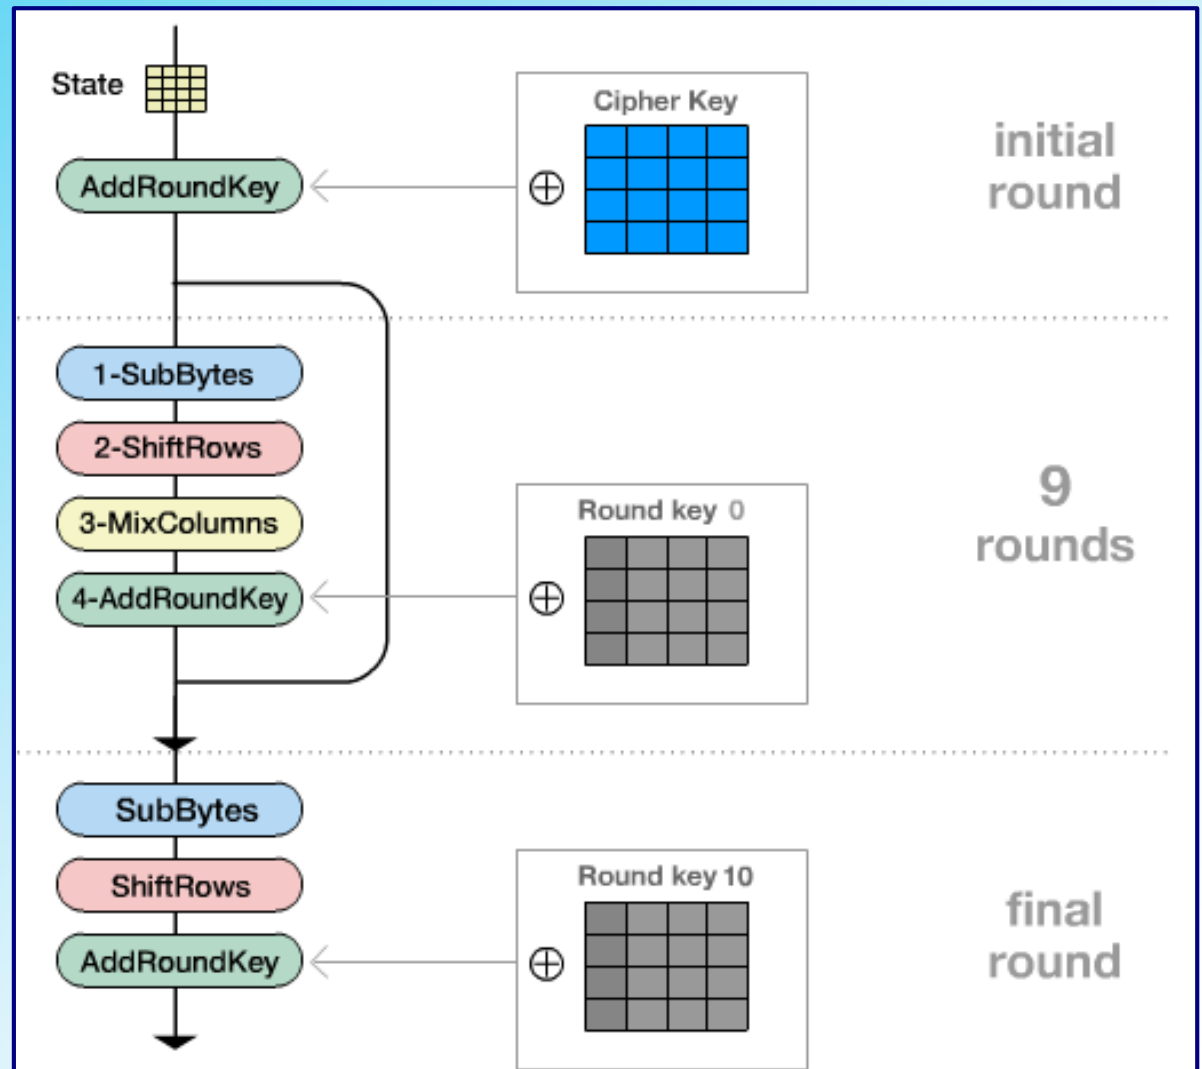 State
Cipher Key
initial
round
AddRoundKey
1-SubBytes
2-ShiftRows
3-MixColumns
4-AddRoundKey
Round key 0
9
rounds
SubBytes
ShiftRows
AddRoundKey
Round key 10
final
round